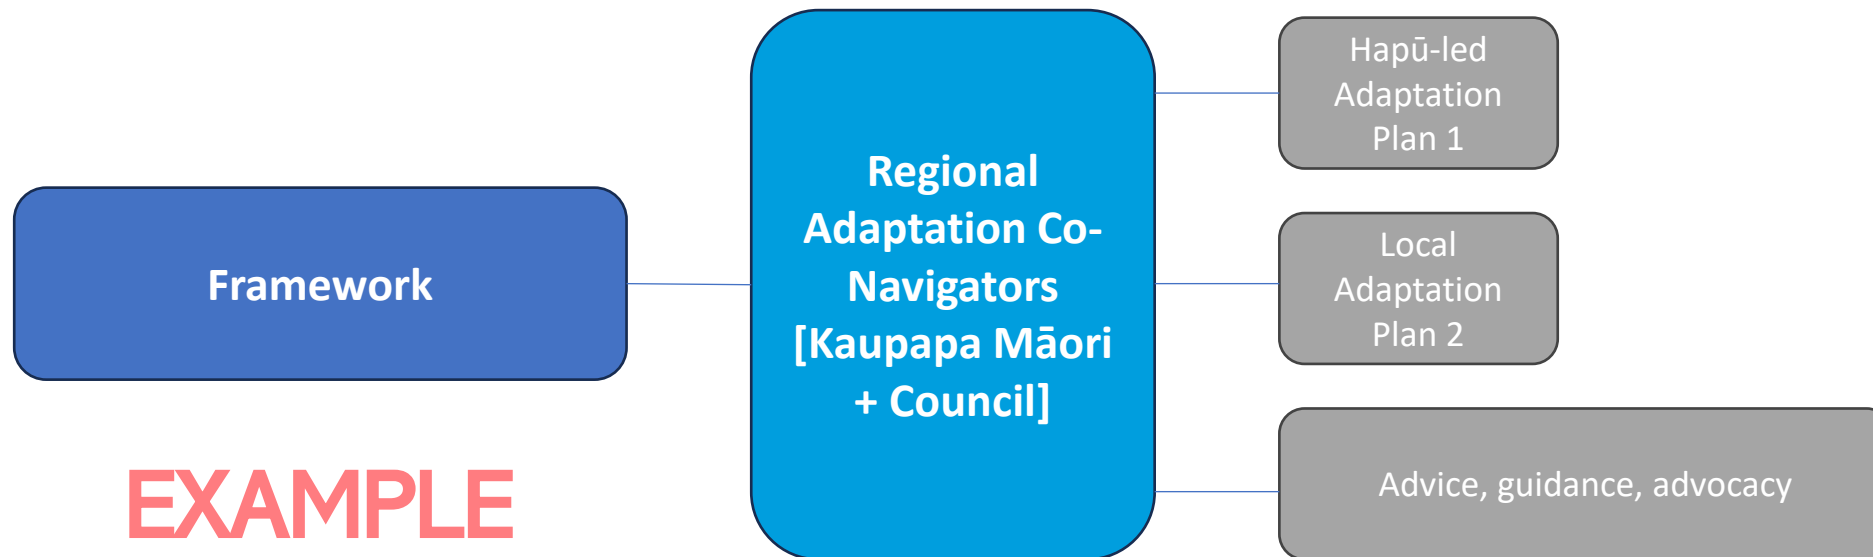 Framework
EXAMPLE
Regional
Adaptation Co-
Navigators
[Kaupapa Māori
+ Council]
Hapū-led
Adaptation
Plan 1
Local
Adaptation
Plan 2
Advice, guidance, advocacy